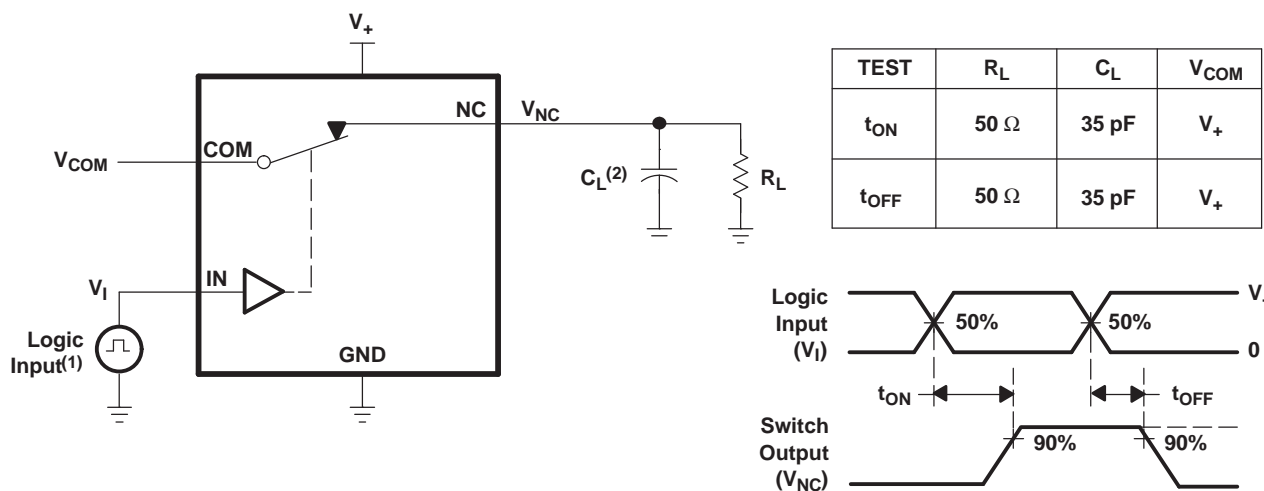 V+
NC
VNC
COM
VCOM
CL(2)
RL
IN
VI
Logic
Input(1)
GND
TEST RL CL VCOM
tON 50 Ω 35 pF V+
tOFF 50 Ω 35 pF V+
Logic
Input
(VI)
50%
50%
0
tON
tOFF
Switch
Output
(VNC)
90%
90%